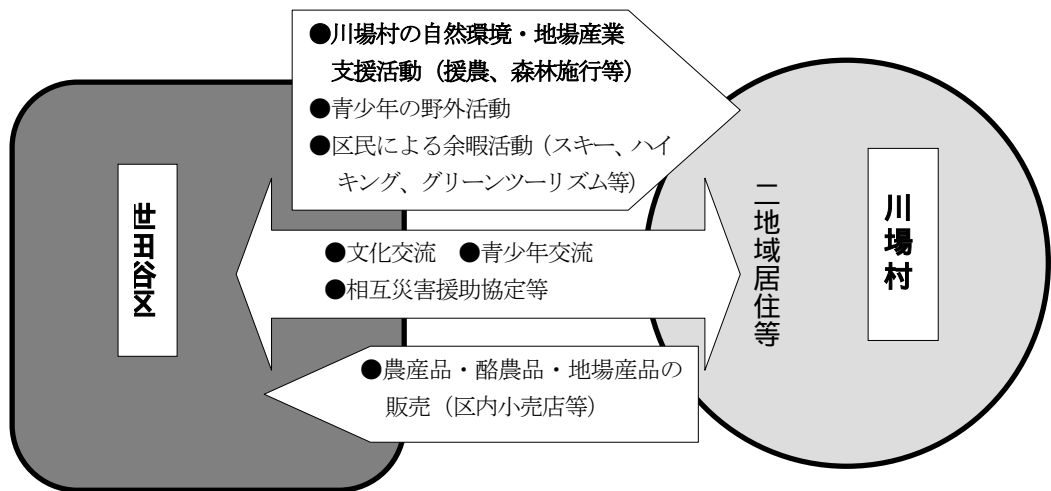 ●川場村の自然環境・地場産業
支援活動（援農、森林施行等）
●青少年の野外活動
●区民による余暇活動（スキー、ハイ
キング、グリーンツーリズム等）
世田谷区
●文化交流　●青少年交流
●相互災害援助協定等
二地域居住等
川場村
●農産品・酪農品・地場産品の
販売（区内小売店等）